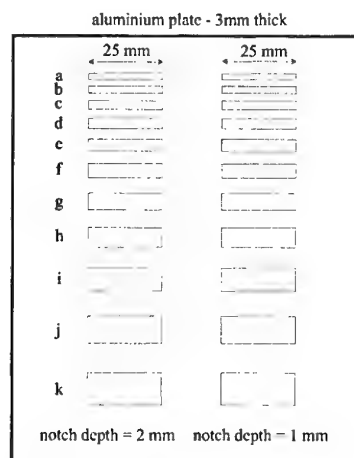 aluminium plate - 3mm thick
25 mm 25 mm
a
b
c
d
e
f
g
h
i
j
k
notch depth = 2 mm notch depth = 1 mm